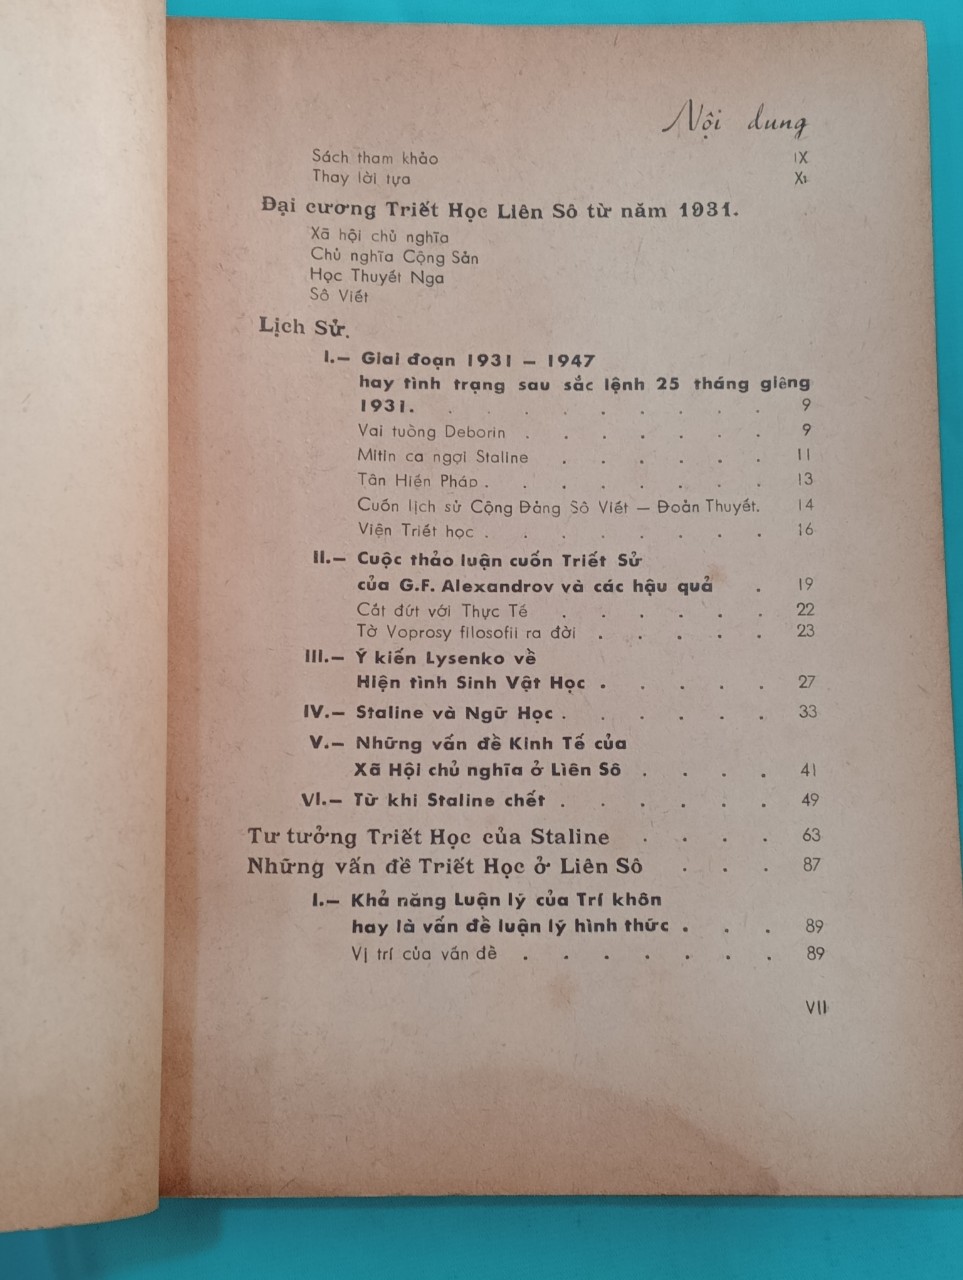 Nội dung
Sách tham khảo IX
Thay lời tựa XI
Đại cương Triết Học Liên Sô từ năm 1931.
Xã hội chủ nghĩa
Chủ nghĩa Cộng Sản
Học Thuyết Nga
Sô Viết
Lịch Sử.
I.— Giai đoạn 1931 — 1947
hay tình trạng sau sắc lệnh 25 tháng giêng
1931. . . . . . . . . . 9
Vai tuồng Deborin . . . . . . . 9
Mitin ca ngợi Staline . . . . . . 11
Tân Hiến Pháp . . . . . . . . 13
Cuốn lịch sử Cộng Đảng Sô Viết — Đoản Thuyết. 14
Viện Triết học . . . . . . . . 16
II.— Cuộc thảo luận cuốn Triết Sử
của G.F. Alexandrov và các hậu quả . 19
Cắt đứt với Thực Tế . . . . . . 22
Tờ Voprosy filosofii ra đời . . . . . 23
III.— Ý kiến Lysenko về
Hiện tình Sinh Vật Học . . . . . 27
IV.— Staline và Ngữ Học . . . . . . 33
V.— Những vấn đề Kinh Tế của
Xã Hội chủ nghĩa ở Liên Sô . . . . 41
VI.— Từ khi Staline chết . . . . . . 49
Tư tưởng Triết Học của Staline . . . . 63
Những vấn đề Triết Học ở Liên Sô . . . 87
I.— Khả năng Luận lý của Trí khôn
hay là vấn đề luận lý hình thức . . . 89
Vị trí của vấn đề . . . . . . . 89
VII